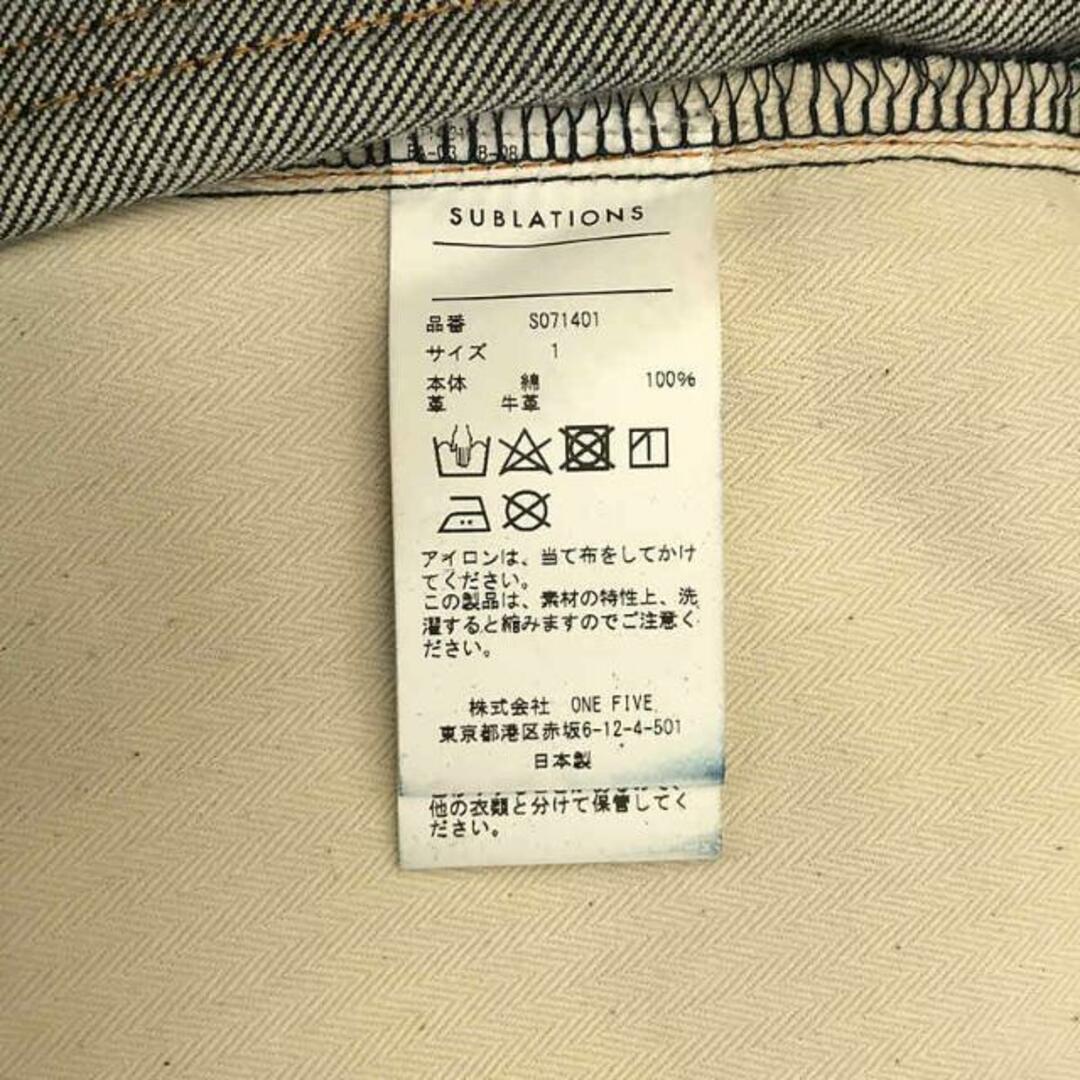 SUBLATIONS
品番 S071401
サイズ 1
本体 綿 100%
革 牛革
アイロンは、当て布をしてかけ
てください。
この製品は、素材の特性上、洗
濯すると縮みますのでご注意く
ださい。
株式会社 ONE FIVE
東京都港区赤坂6-12-4-501
日本製
他の衣類と分けて保管してく
ださい。